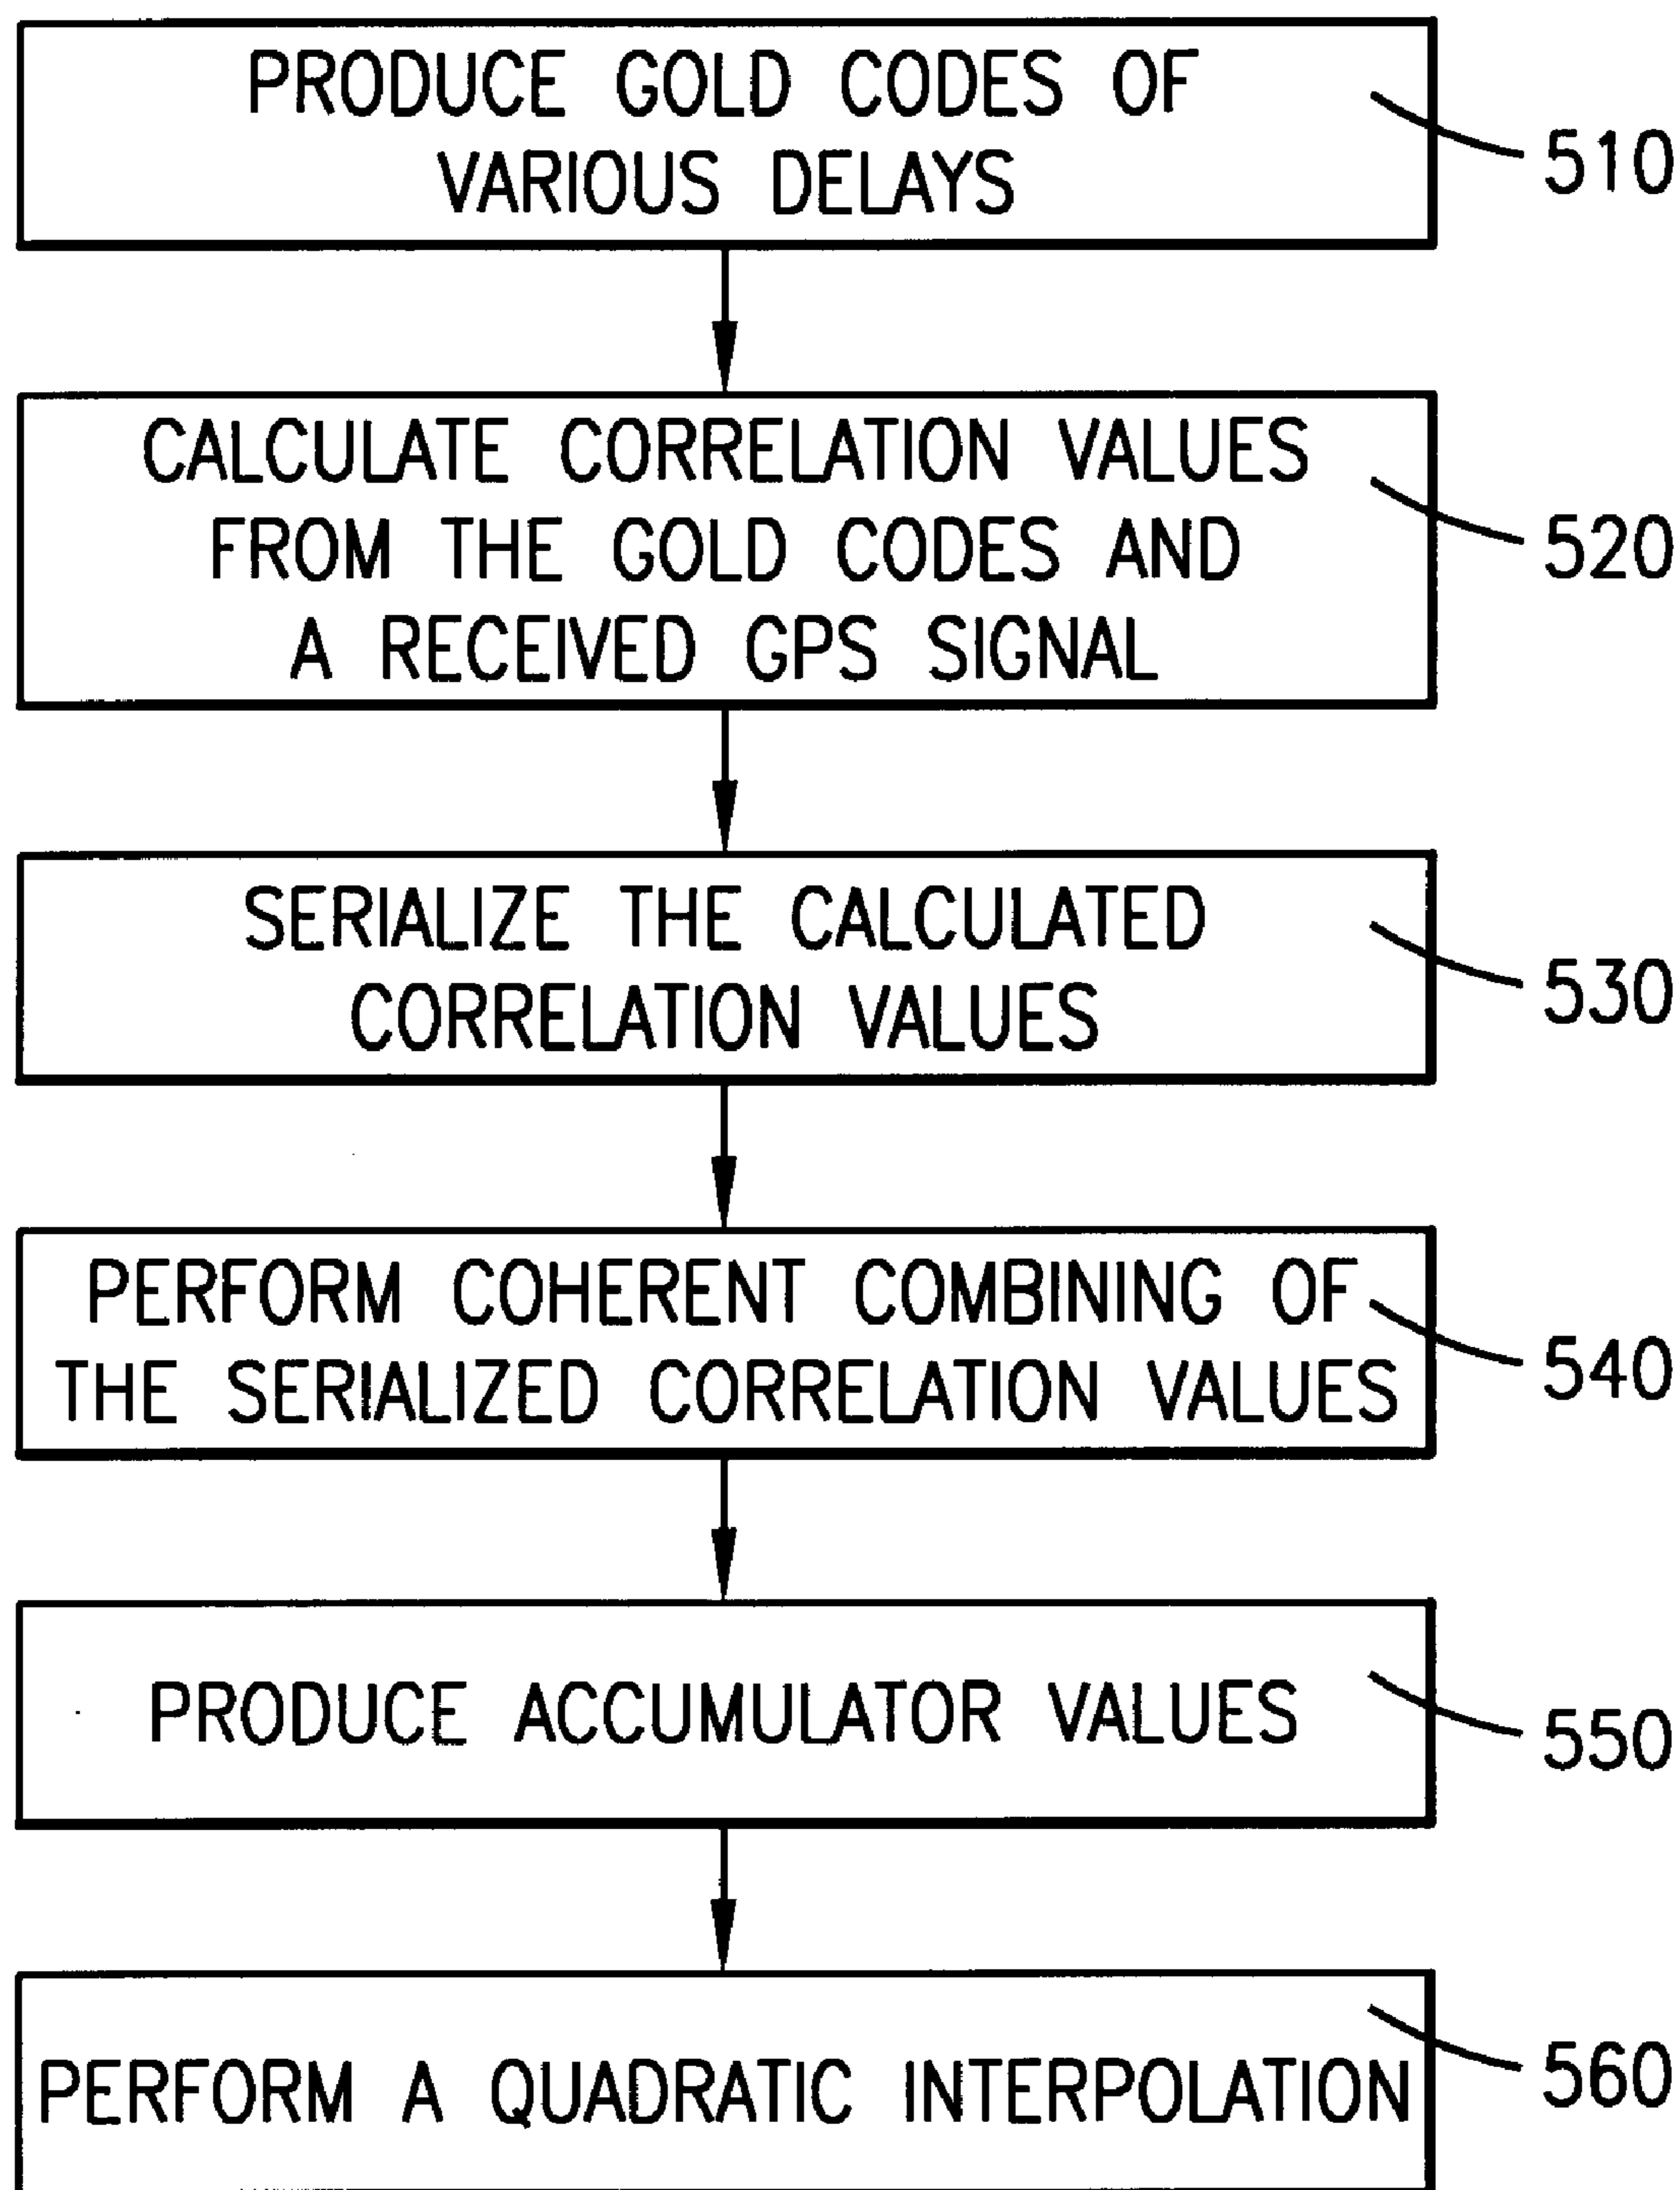 PRODUCE GOLD CODES OF
VARIOUS DELAYS
510
CALCULATE CORRELATION VALUES
FROM THE GOLD CODES AND
A RECEIVED GPS SIGNAL
520
SERIALIZE THE CALCULATED
CORRELATION VALUES
530
PERFORM COHERENT COMBINING OF
THE SERIALIZED CORRELATION VALUES
540
PRODUCE ACCUMULATOR VALUES
550
PERFORM A QUADRATIC INTERPOLATION
560